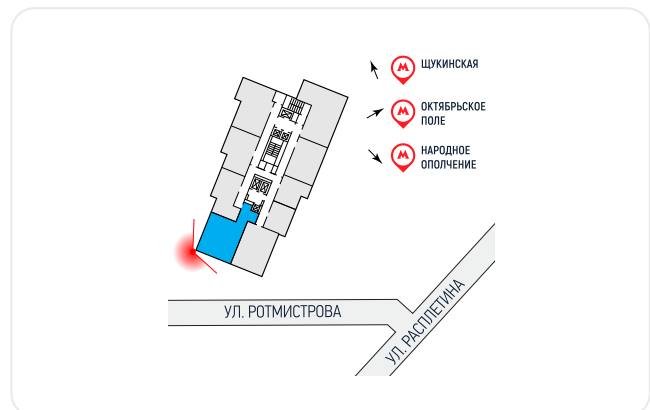 ЩУКИНСКАЯ
ОКТЯБРЬСКОЕ
ПОЛЕ
НАРОДНОЕ
ОПОЛЧЕНИЕ
УЛ. РОТМИСТРОВА
УЛ. РАСПЛЕТИНА